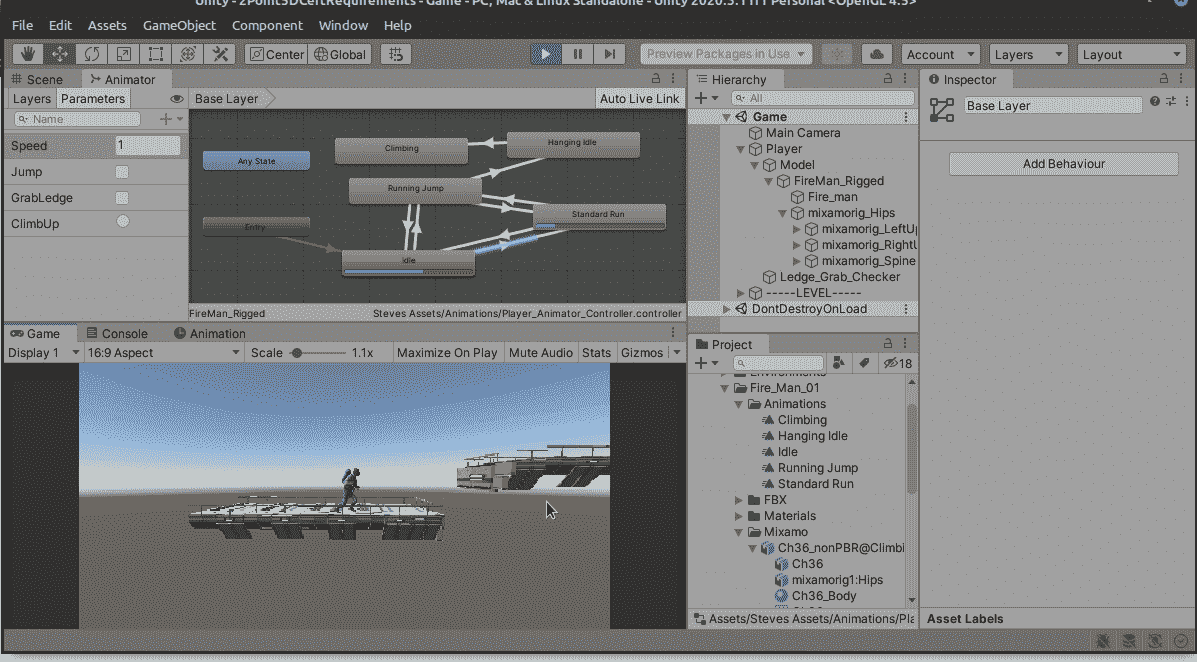 Unity - 2Point5DCertRequirements - Game - PC, Mac & Linux Standalone - Unity 2020.3.11f1 Personal <OpenGL 4.5>
File Edit Assets GameObject Component Window Help
Center Global Preview Packages in Use Account Layers Layout
Scene Animator
Layers Parameters Base Layer Auto Live Link
Name
Speed 1
Jump
GrabLedge
ClimbUp
Any State
Entry
Climbing
Hanging Idle
Running Jump
Standard Run
Idle
FireMan_Rigged Steves Assets/Animations/Player_Animator_Controller.controller
Game Console Animation
Display 1 16:9 Aspect Scale 1.1x Maximize On Play Mute Audio Stats Gizmos
Hierarchy
All
Game
Main Camera
Player
Model
FireMan_Rigged
Fire_man
mixamorig_Hips
mixamorig_LeftUp
mixamorig_RightU
mixamorig_Spine
Ledge_Grab_Checker
-----LEVEL-----
DontDestroyOnLoad
Project
18
Environments
Fire_Man_01
Animations
Climbing
Hanging Idle
Idle
Running Jump
Standard Run
FBX
Materials
Mixamo
Ch36_nonPBR@Climbi
Ch36
mixamorig1:Hips
Ch36_Body
Assets/Steves Assets/Animations/Pla
Inspector
Base Layer
Add Behaviour
Asset Labels